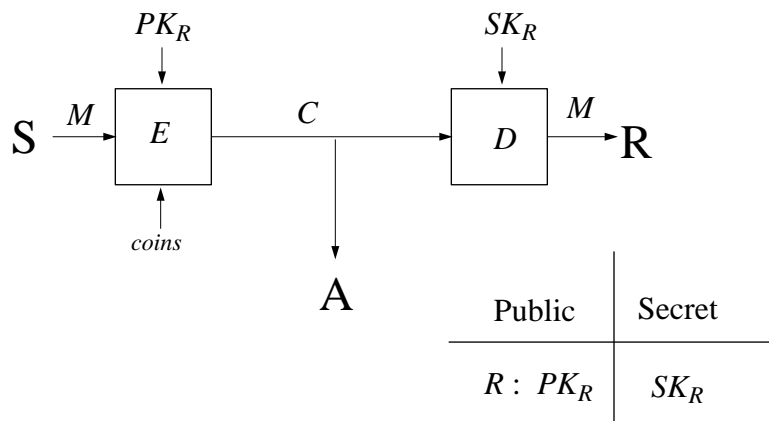 PK_R SK_R
M C M
S E D R
coins
A
Public Secret
R : PK_R SK_R